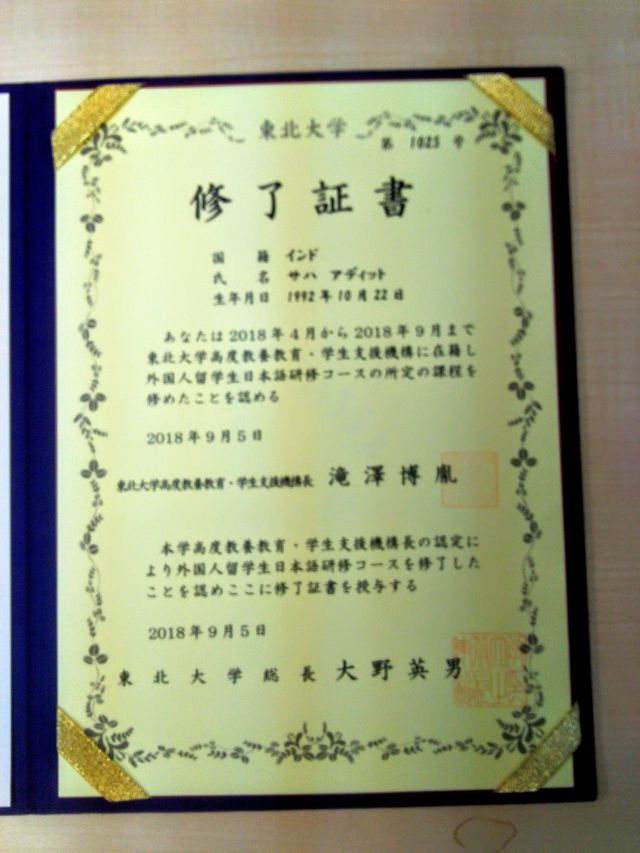 東北大学
第 1025 号
修了証書
国籍 インド
氏名 サハ アディット
生年月日 1992年10月22日
あなたは2018年4月から2018年9月まで
東北大学高度教養教育・学生支援機構に在籍し
外国人留学生日本語研修コースの所定の課程を
修めたことを認める
2018年9月5日
東北大学高度教養教育・学生支援機構長 滝澤博胤
本学高度教養教育・学生支援機構長の認定に
より外国人留学生日本語研修コースを修了した
ことを認めここに修了証書を授与する
2018年9月5日
東北大学総長 大野英男